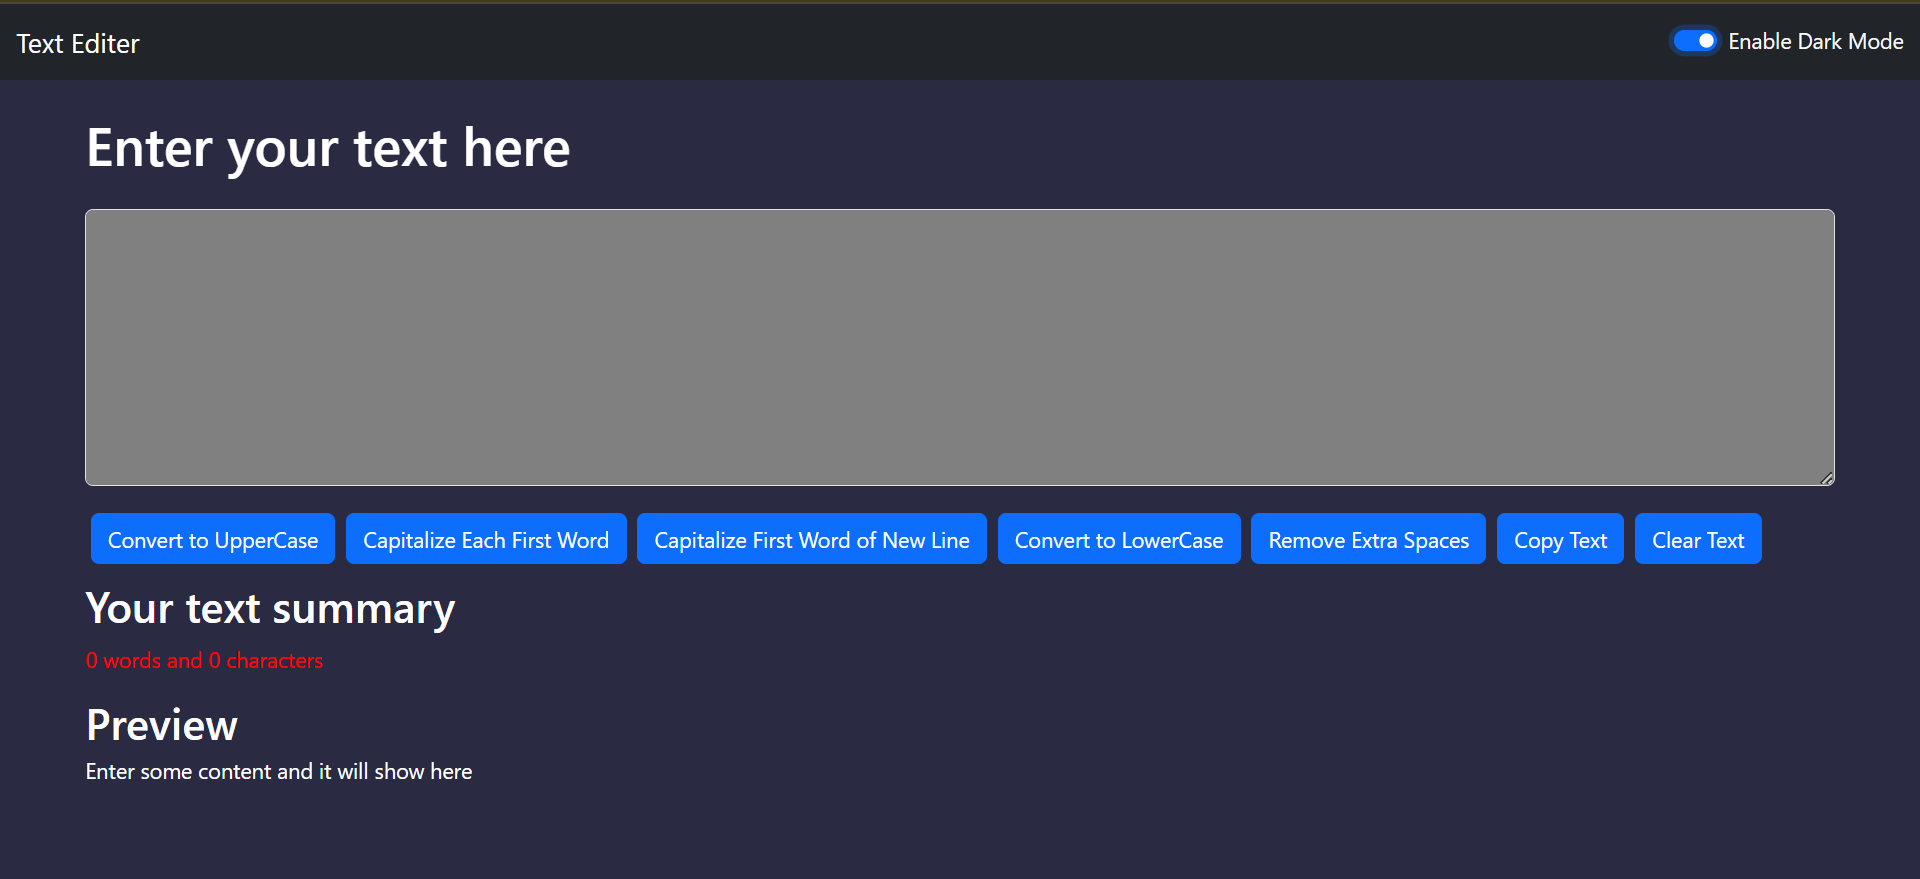 Text Editer
Enable Dark Mode
Enter your text here
Convert to UpperCase
Capitalize Each First Word
Capitalize First Word of New Line
Convert to LowerCase
Remove Extra Spaces
Copy Text
Clear Text
Your text summary
0 words and 0 characters
Preview
Enter some content and it will show here